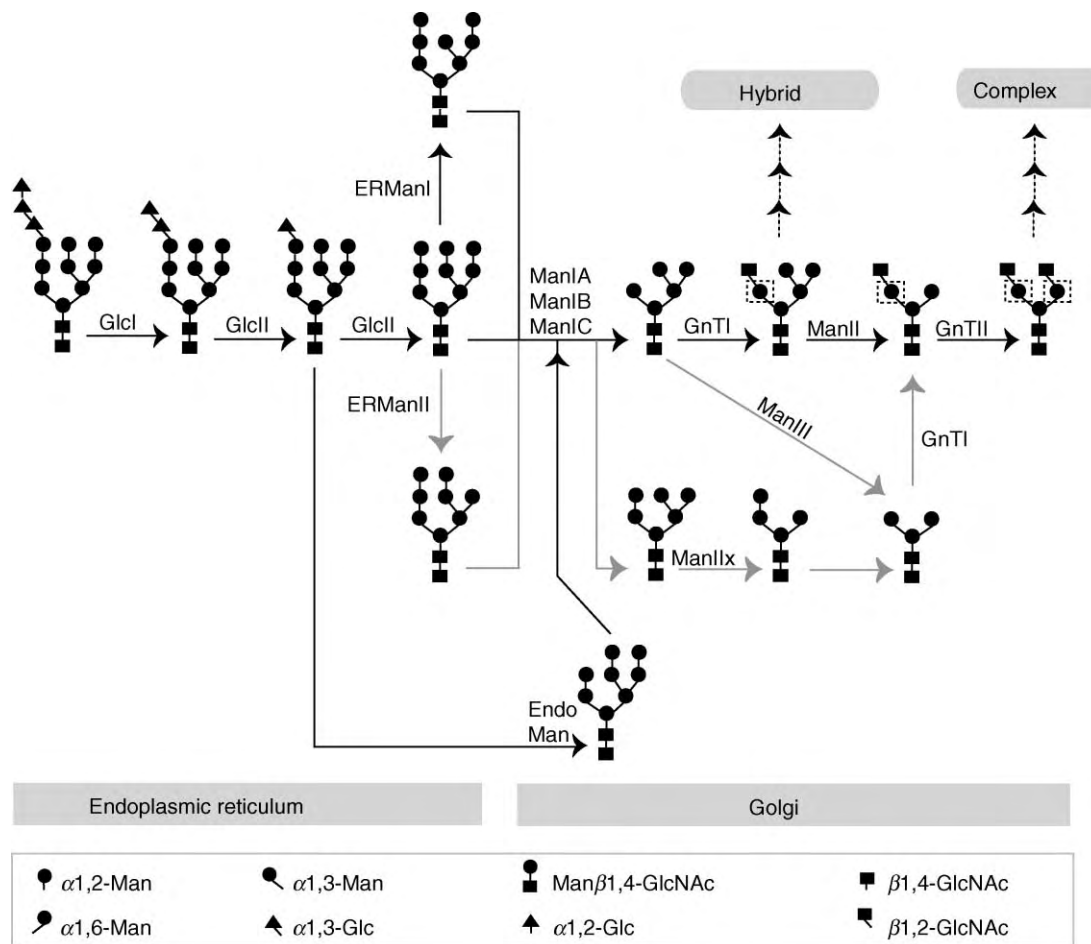 Hybrid
Complex
ERManI
GlcI
GlcII
GlcII
ManIA
ManIB
ManIC
GnTI
ManII
GnTII
ERManII
ManIII
GnTI
ManIIx
Endo
Man
Endoplasmic reticulum
Golgi
α1,2-Man
α1,3-Man
Manβ1,4-GlcNAc
β1,4-GlcNAc
α1,6-Man
α1,3-Glc
α1,2-Glc
β1,2-GlcNAc